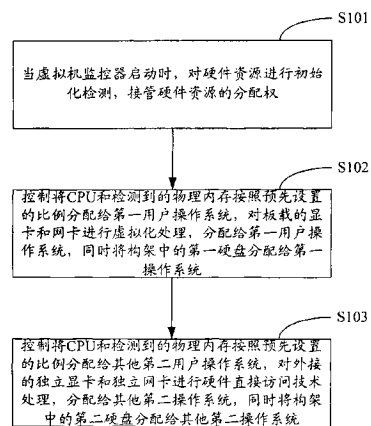 S101
当虚拟机监控器启动时，对硬件资源进行初始
化检测，接管硬件资源的分配权
S102
控制将CPU和检测到的物理内存按照预先设置
的比例分配给第一用户操作系统，对板载的显
卡和网卡进行虚拟化处理，分配给第一用户操
作系统，同时将构架中的第一硬盘分配给第一
操作系统
S103
控制将CPU和检测到的物理内存按照预先设置
的比例分配给其他第二用户操作系统，对外接
的独立显卡和独立网卡进行硬件直接访问技术
处理，分配给其他第二操作系统，同时将构架
中的第二硬盘分配给其他第二操作系统